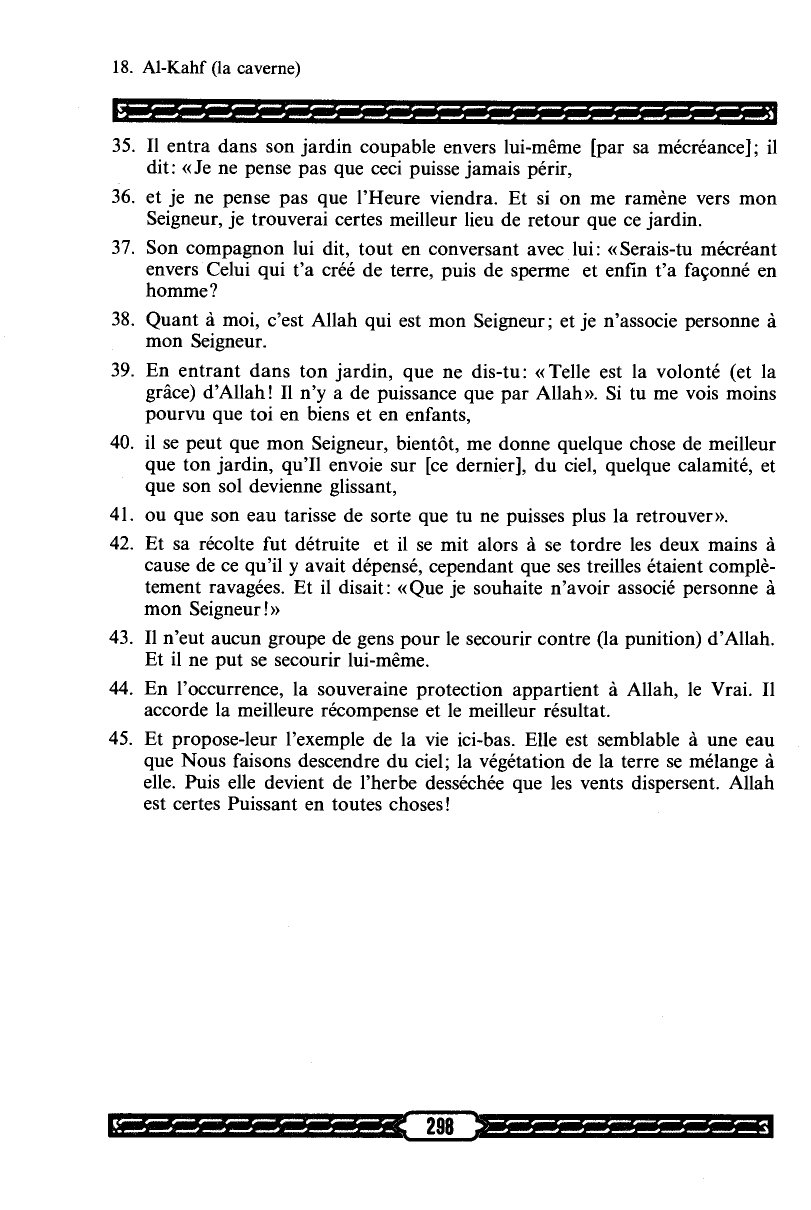 18. Al-Kahf (la caverne)
35. Il entra dans son jardin coupable envers lui-même [par sa mécréance]; il
dit: «Je ne pense pas que ceci puisse jamais périr,
36. et je ne pense pas que l'Heure viendra. Et si on me ramène vers mon
Seigneur, je trouverai certes meilleur lieu de retour que ce jardin.
37. Son compagnon lui dit, tout en conversant avec lui: «Serais-tu mécréant
envers Celui qui t'a créé de terre, puis de sperme et enfin t'a façonné en
homme?
38. Quant à moi, c'est Allah qui est mon Seigneur; et je n'associe personne à
mon Seigneur.
39. En entrant dans ton jardin, que ne dis-tu: «Telle est la volonté (et la
grâce) d'Allah! Il n'y a de puissance que par Allah». Si tu me vois moins
pourvu que toi en biens et en enfants,
40. il se peut que mon Seigneur, bientôt, me donne quelque chose de meilleur
que ton jardin, qu'Il envoie sur [ce dernier], du ciel, quelque calamité, et
que son sol devienne glissant,
41. ou que son eau tarisse de sorte que tu ne puisses plus la retrouver».
42. Et sa récolte fut détruite et il se mit alors à se tordre les deux mains à
cause de ce qu'il y avait dépensé, cependant que ses treilles étaient complè-
tement ravagées. Et il disait: «Que je souhaite n'avoir associé personne à
mon Seigneur!»
43. Il n'eut aucun groupe de gens pour le secourir contre (la punition) d'Allah.
Et il ne put se secourir lui-même.
44. En l'occurrence, la souveraine protection appartient à Allah, le Vrai. Il
accorde la meilleure récompense et le meilleur résultat.
45. Et propose-leur l'exemple de la vie ici-bas. Elle est semblable à une eau
que Nous faisons descendre du ciel; la végétation de la terre se mélange à
elle. Puis elle devient de l'herbe desséchée que les vents dispersent. Allah
est certes Puissant en toutes choses!
298